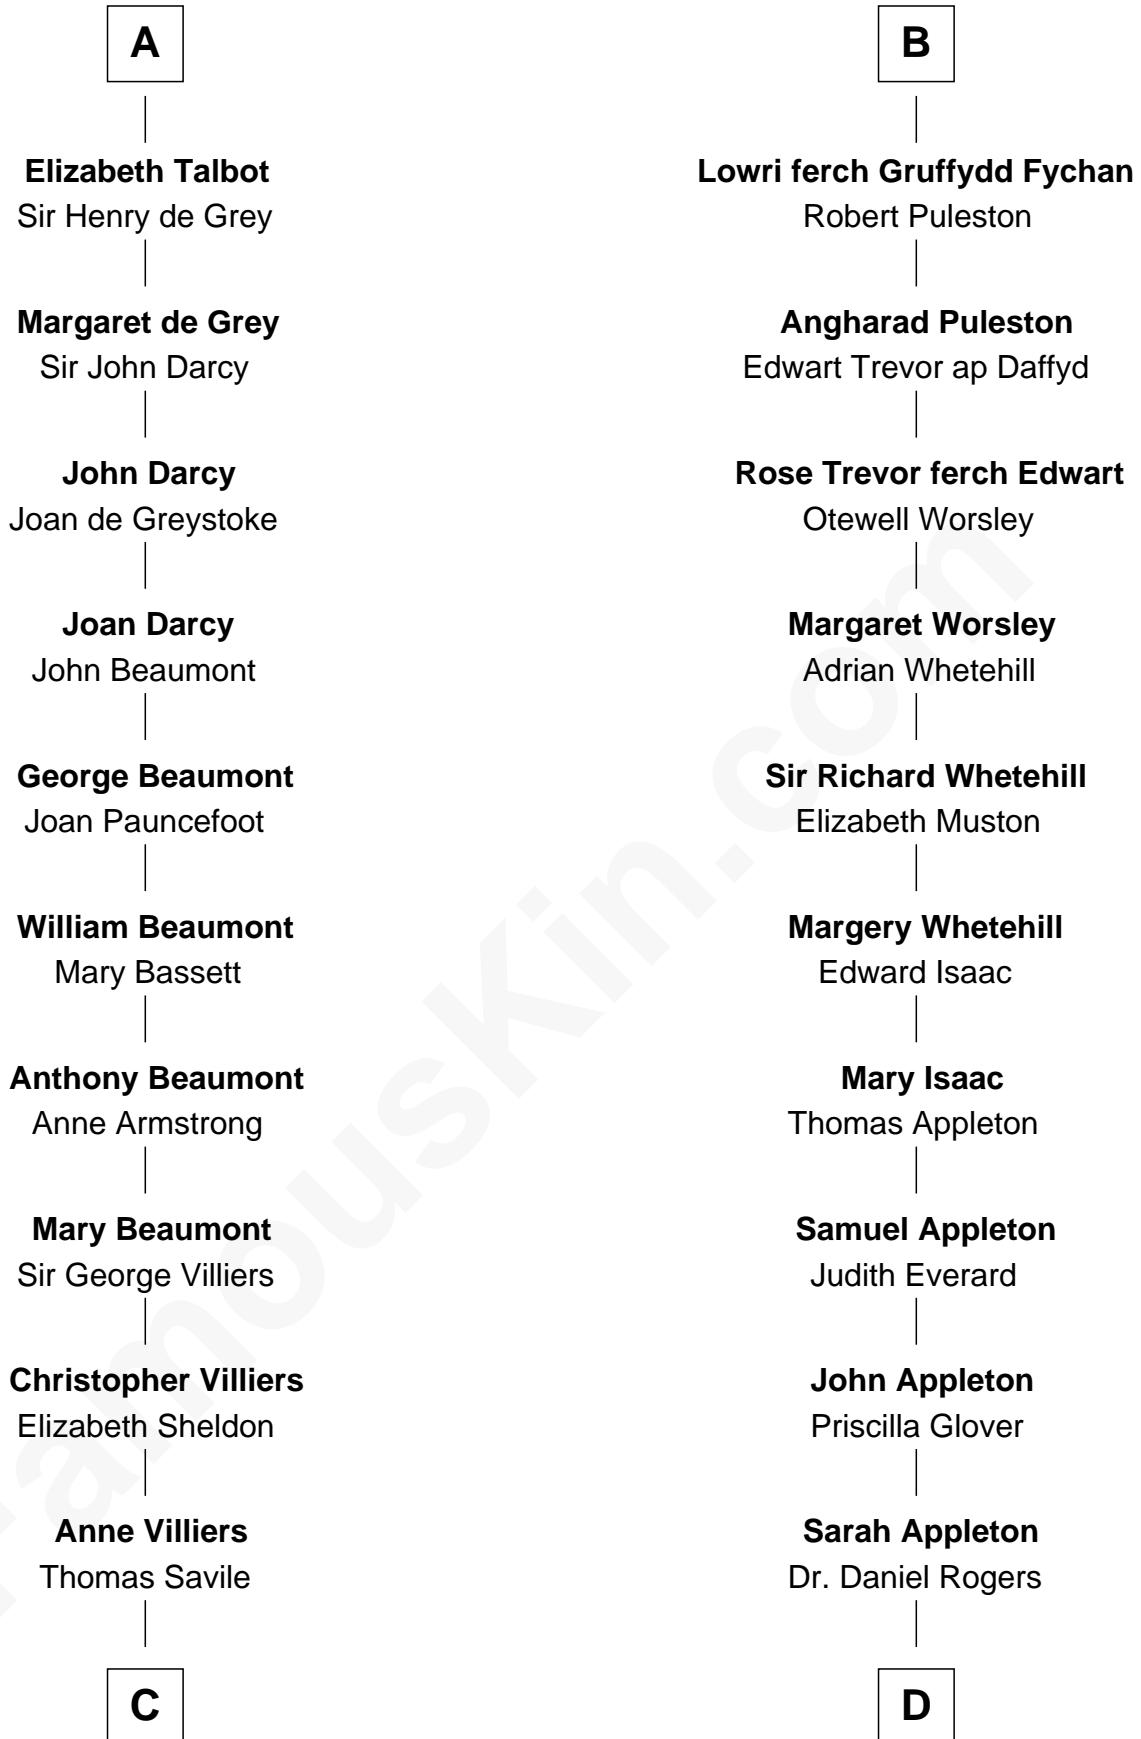 A
Elizabeth Talbot
Sir Henry de Grey
Margaret de Grey
Sir John Darcy
John Darcy
Joan de Greystoke
Joan Darcy
John Beaumont
George Beaumont
Joan Pauncefoot
William Beaumont
Mary Bassett
Anthony Beaumont
Anne Armstrong
Mary Beaumont
Sir George Villiers
Christopher Villiers
Elizabeth Sheldon
Anne Villiers
Thomas Savile
C
B
Lowri ferch Gruffydd Fychan
Robert Puleston
Angharad Puleston
Edwart Trevor ap Daffyd
Rose Trevor ferch Edwart
Otewell Worsley
Margaret Worsley
Adrian Whetehill
Sir Richard Whetehill
Elizabeth Muston
Margery Whetehill
Edward Isaac
Mary Isaac
Thomas Appleton
Samuel Appleton
Judith Everard
John Appleton
Priscilla Glover
Sarah Appleton
Dr. Daniel Rogers
D
FamousKin.com